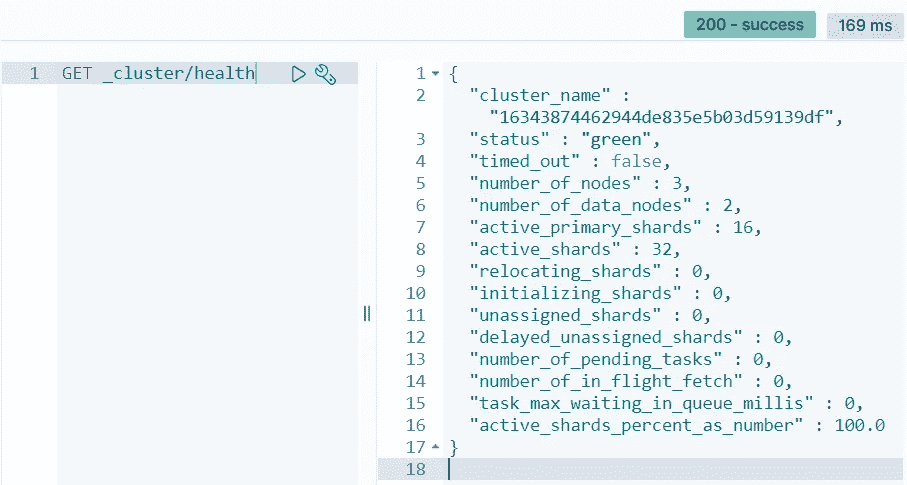 200 - success 169 ms
1 GET _cluster/health
1 {
2 "cluster_name" :
"16343874462944de835e5b03d59139df",
3 "status" : "green",
4 "timed_out" : false,
5 "number_of_nodes" : 3,
6 "number_of_data_nodes" : 2,
7 "active_primary_shards" : 16,
8 "active_shards" : 32,
9 "relocating_shards" : 0,
10 "initializing_shards" : 0,
11 "unassigned_shards" : 0,
12 "delayed_unassigned_shards" : 0,
13 "number_of_pending_tasks" : 0,
14 "number_of_in_flight_fetch" : 0,
15 "task_max_waiting_in_queue_millis" : 0,
16 "active_shards_percent_as_number" : 100.0
17 }
18